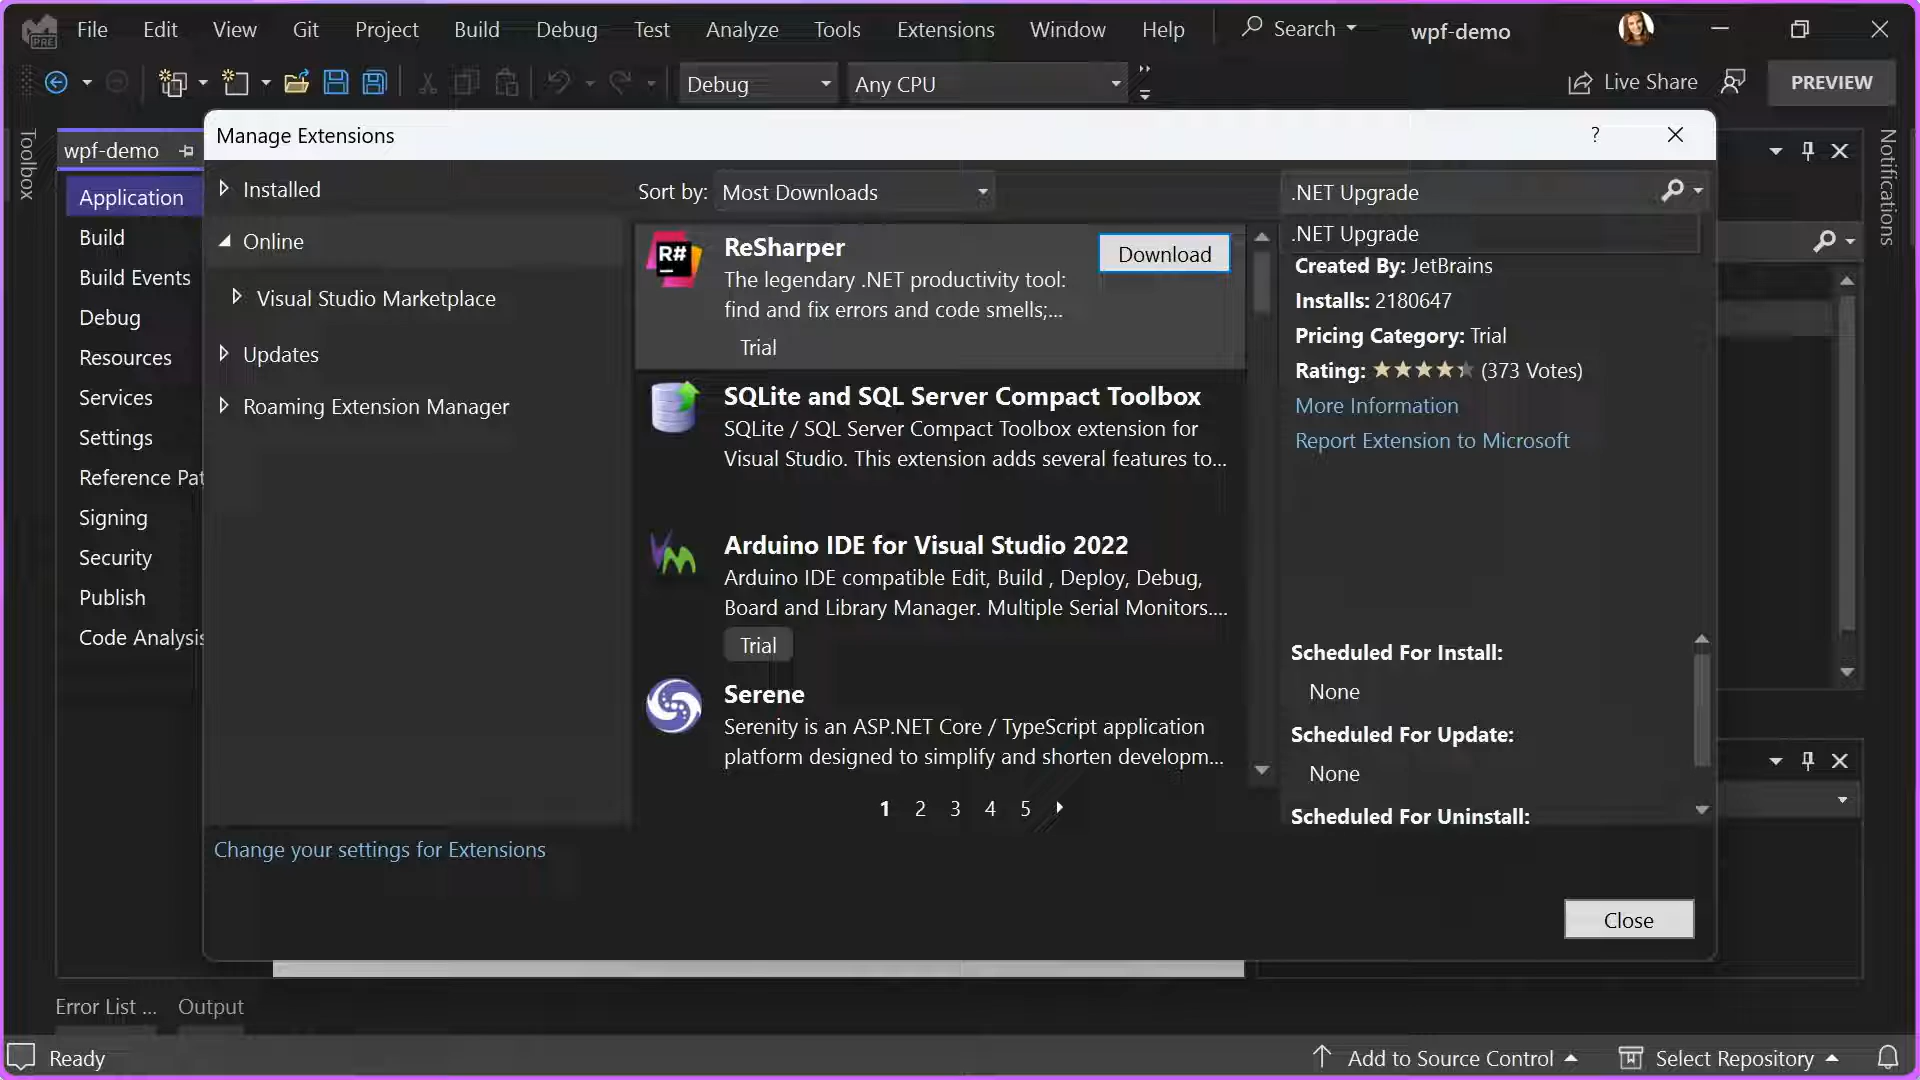 File Edit View Git Project Build Debug Test Analyze Tools Extensions Window Help Search wpf-demo
PRE
Debug Any CPU Live Share PREVIEW
Toolbox
wpf-demo
Application
Build
Build Events
Debug
Resources
Services
Settings
Reference Pat
Signing
Security
Publish
Code Analysis
Manage Extensions ?
Installed
Online
Visual Studio Marketplace
Updates
Roaming Extension Manager
Change your settings for Extensions
Sort by: Most Downloads
R#
ReSharper
Download
The legendary .NET productivity tool:
find and fix errors and code smells;...
Trial
SQLite and SQL Server Compact Toolbox
SQLite / SQL Server Compact Toolbox extension for
Visual Studio. This extension adds several features to...
Arduino IDE for Visual Studio 2022
Arduino IDE compatible Edit, Build , Deploy, Debug,
Board and Library Manager. Multiple Serial Monitors....
Trial
Serene
Serenity is an ASP.NET Core / TypeScript application
platform designed to simplify and shorten developm...
1 2 3 4 5
.NET Upgrade
.NET Upgrade
Created By: JetBrains
Installs: 2180647
Pricing Category: Trial
Rating: (373 Votes)
More Information
Report Extension to Microsoft
Scheduled For Install:
None
Scheduled For Update:
None
Scheduled For Uninstall:
Close
Notifications
Error List ... Output
Ready Add to Source Control Select Repository